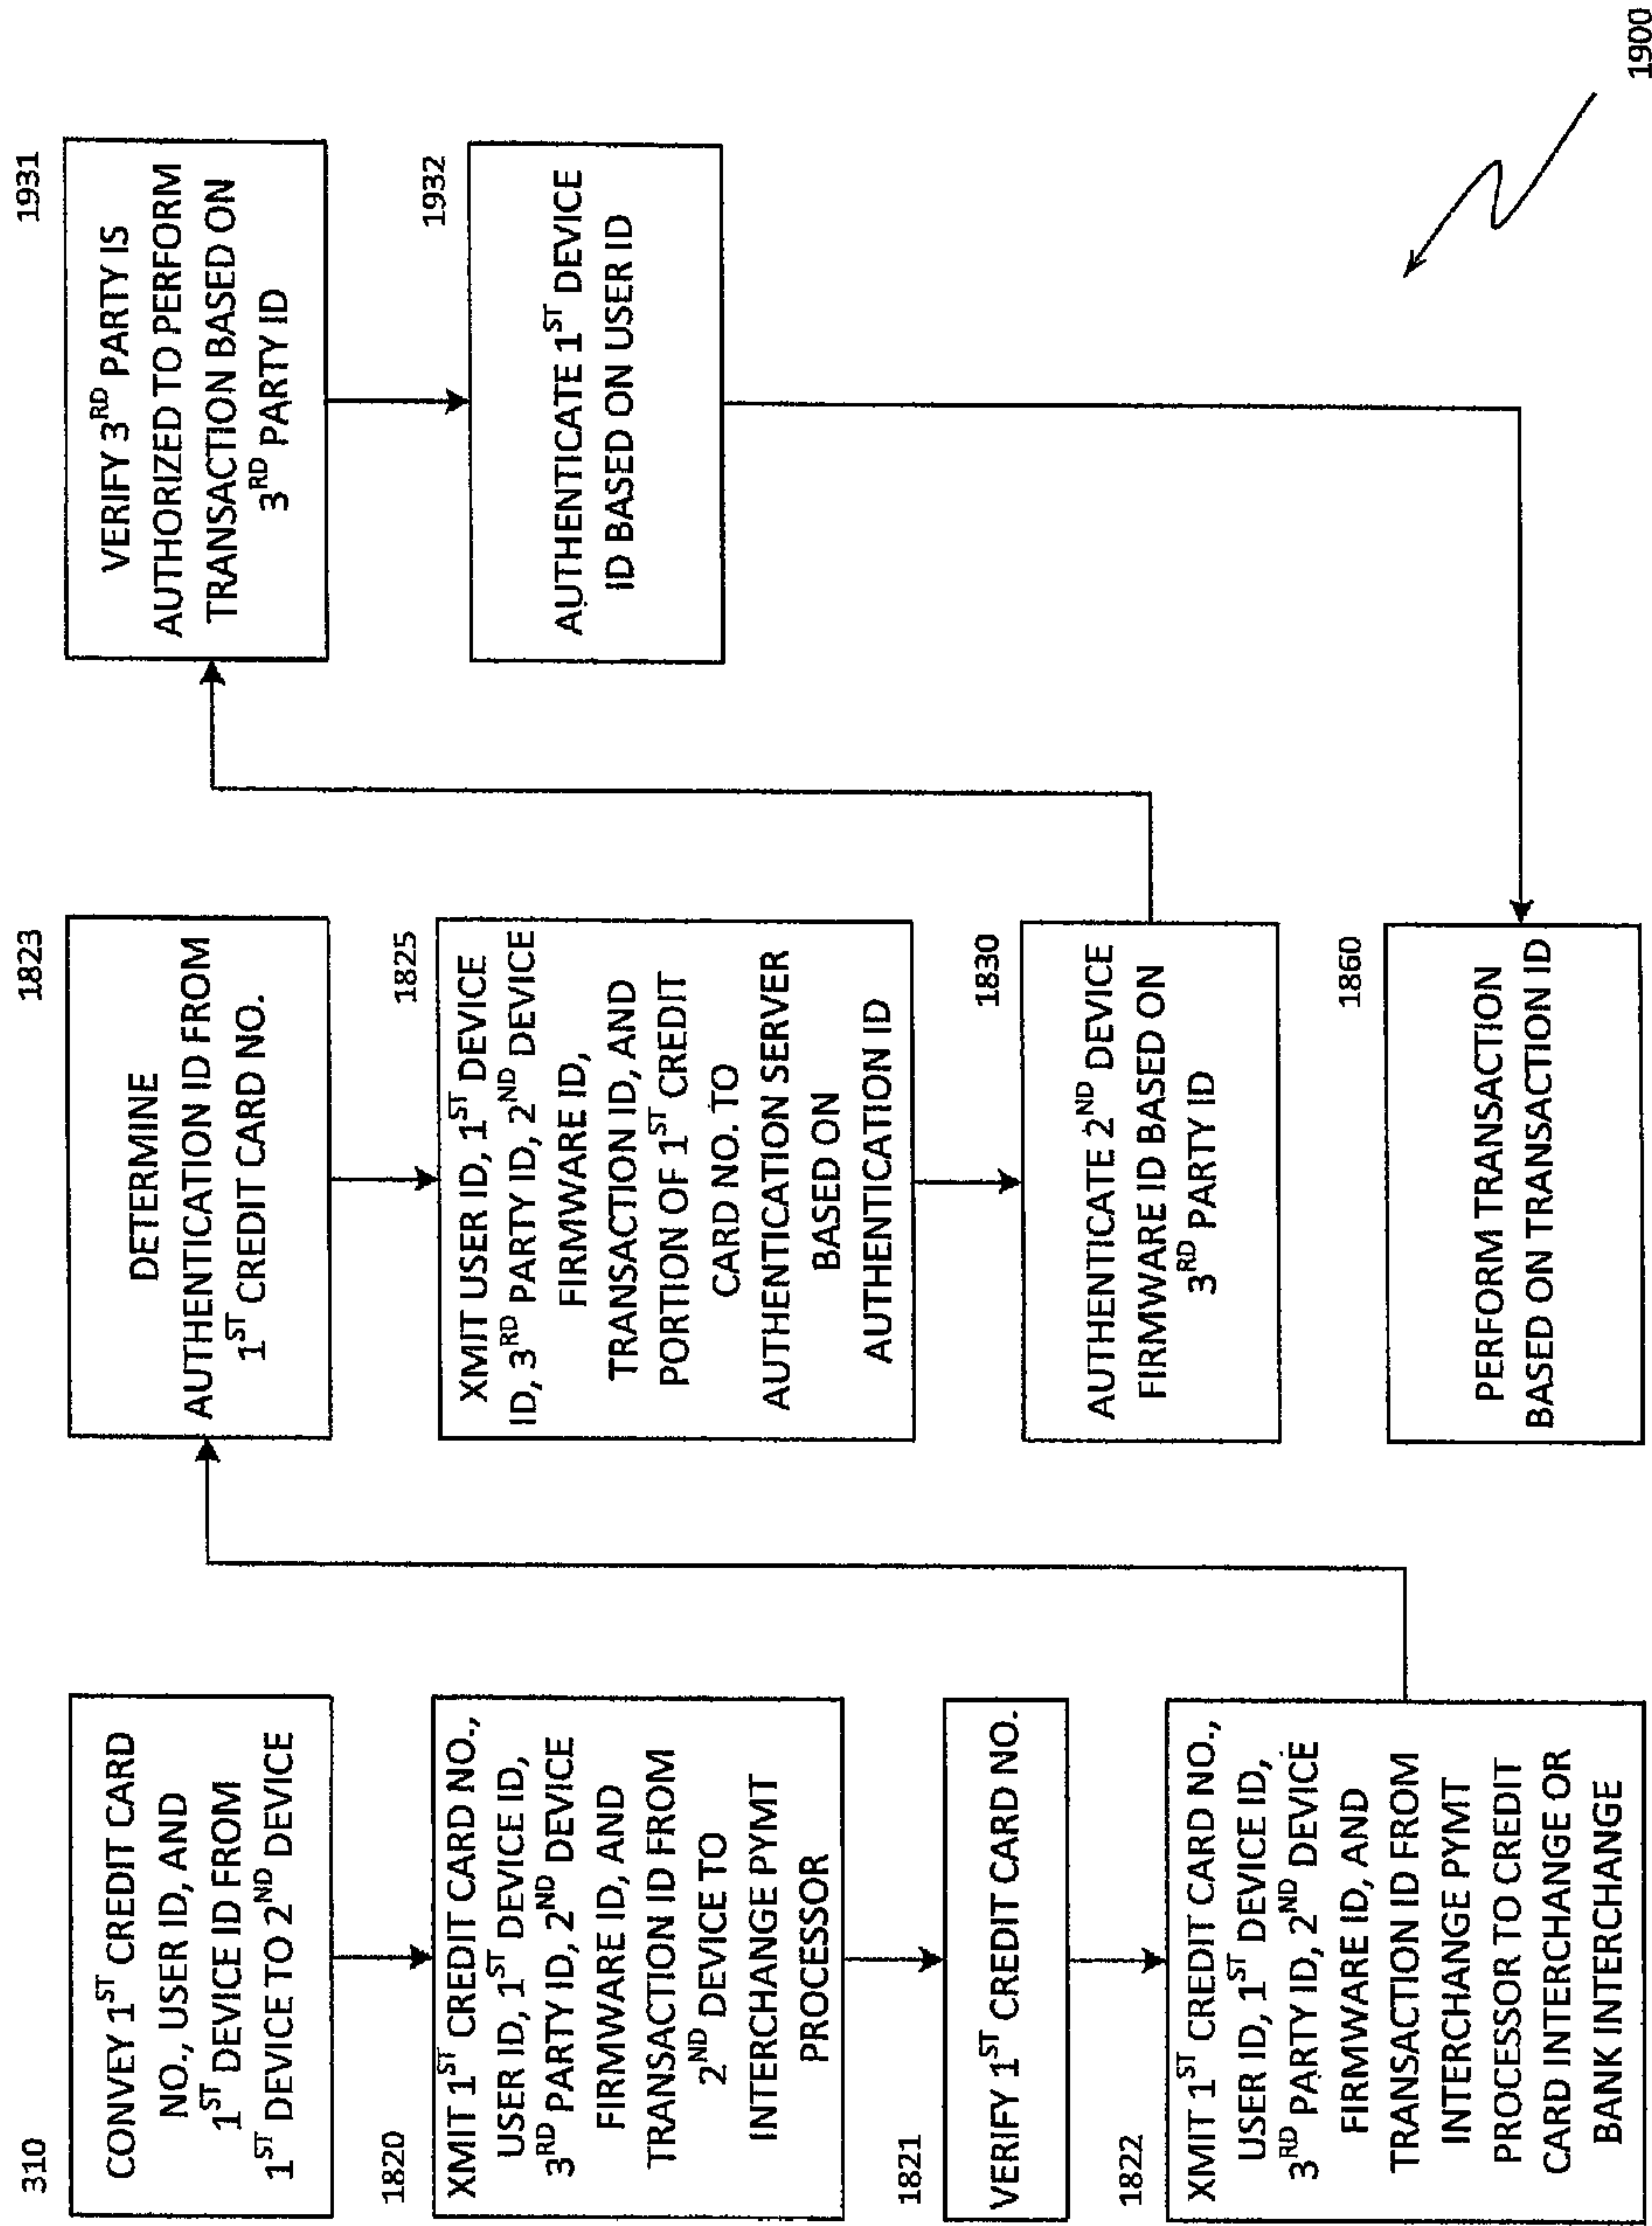 310
CONVEY 1ST CREDIT CARD
NO., USER ID, AND
1ST DEVICE ID FROM
1ST DEVICE TO 2ND DEVICE
1820
XMIT 1ST CREDIT CARD NO.,
USER ID, 1ST DEVICE ID,
3RD PARTY ID, 2ND DEVICE
FIRMWARE ID, AND
TRANSACTION ID FROM
2ND DEVICE TO
INTERCHANGE PYMT
PROCESSOR
1821
VERIFY 1ST CREDIT CARD NO.
1822
XMIT 1ST CREDIT CARD NO.,
USER ID, 1ST DEVICE ID,
3RD PARTY ID, 2ND DEVICE
FIRMWARE ID, AND
TRANSACTION ID FROM
INTERCHANGE PYMT
PROCESSOR TO CREDIT
CARD INTERCHANGE OR
BANK INTERCHANGE
1823
DETERMINE
AUTHENTICATION ID FROM
1ST CREDIT CARD NO.
1825
XMIT USER ID, 1ST DEVICE
ID, 3RD PARTY ID, 2ND DEVICE
FIRMWARE ID,
TRANSACTION ID, AND
PORTION OF 1ST CREDIT
CARD NO. TO
AUTHENTICATION SERVER
BASED ON
AUTHENTICATION ID
1830
AUTHENTICATE 2ND DEVICE
FIRMWARE ID BASED ON
3RD PARTY ID
1860
PERFORM TRANSACTION
BASED ON TRANSACTION ID
1931
VERIFY 3RD PARTY IS
AUTHORIZED TO PERFORM
TRANSACTION BASED ON
3RD PARTY ID
1932
AUTHENTICATE 1ST DEVICE
ID BASED ON USER ID
1900